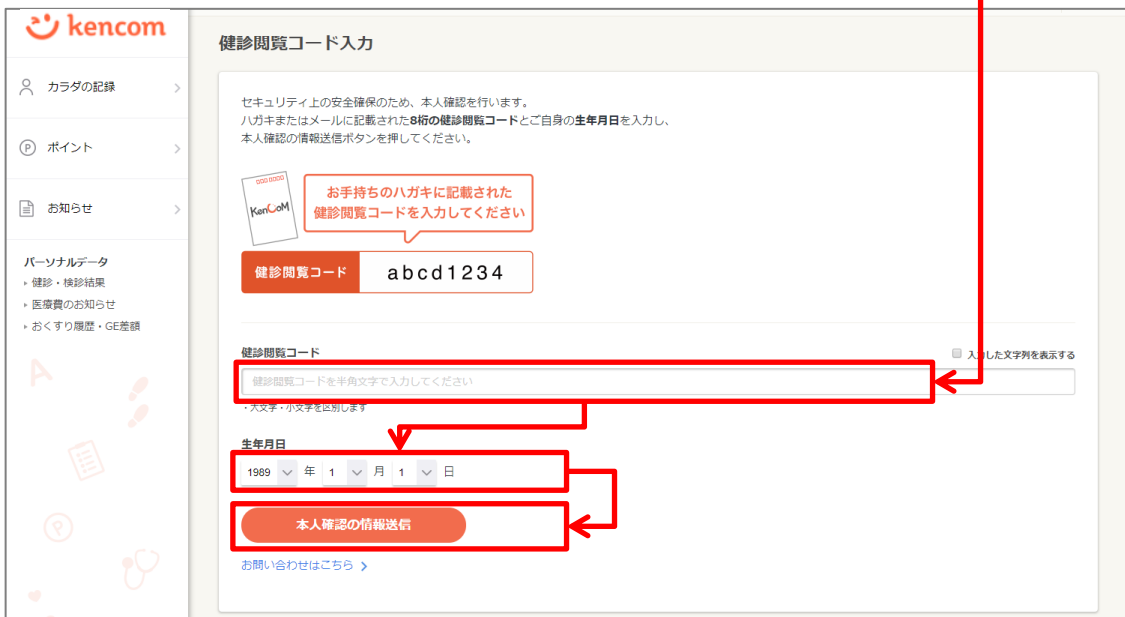 kencom
カラダの記録
ポイント
お知らせ
パーソナルデータ
健診・検診結果
医療費のお知らせ
おくすり履歴・GE差額
健診閲覧コード入力
セキュリティ上の安全確保のため、本人確認を行います。
ハガキまたはメールに記載された8桁の健診閲覧コードとご自身の生年月日を入力し、
本人確認の情報送信ボタンを押してください。
KenCoM
お手持ちのハガキに記載された
健診閲覧コードを入力してください
健診閲覧コード abcd1234
健診閲覧コード
入力した文字列を表示する
健診閲覧コードを半角文字で入力してください
・大文字・小文字を区別します
生年月日
1989 年 1 月 1 日
本人確認の情報送信
お問い合わせはこちら